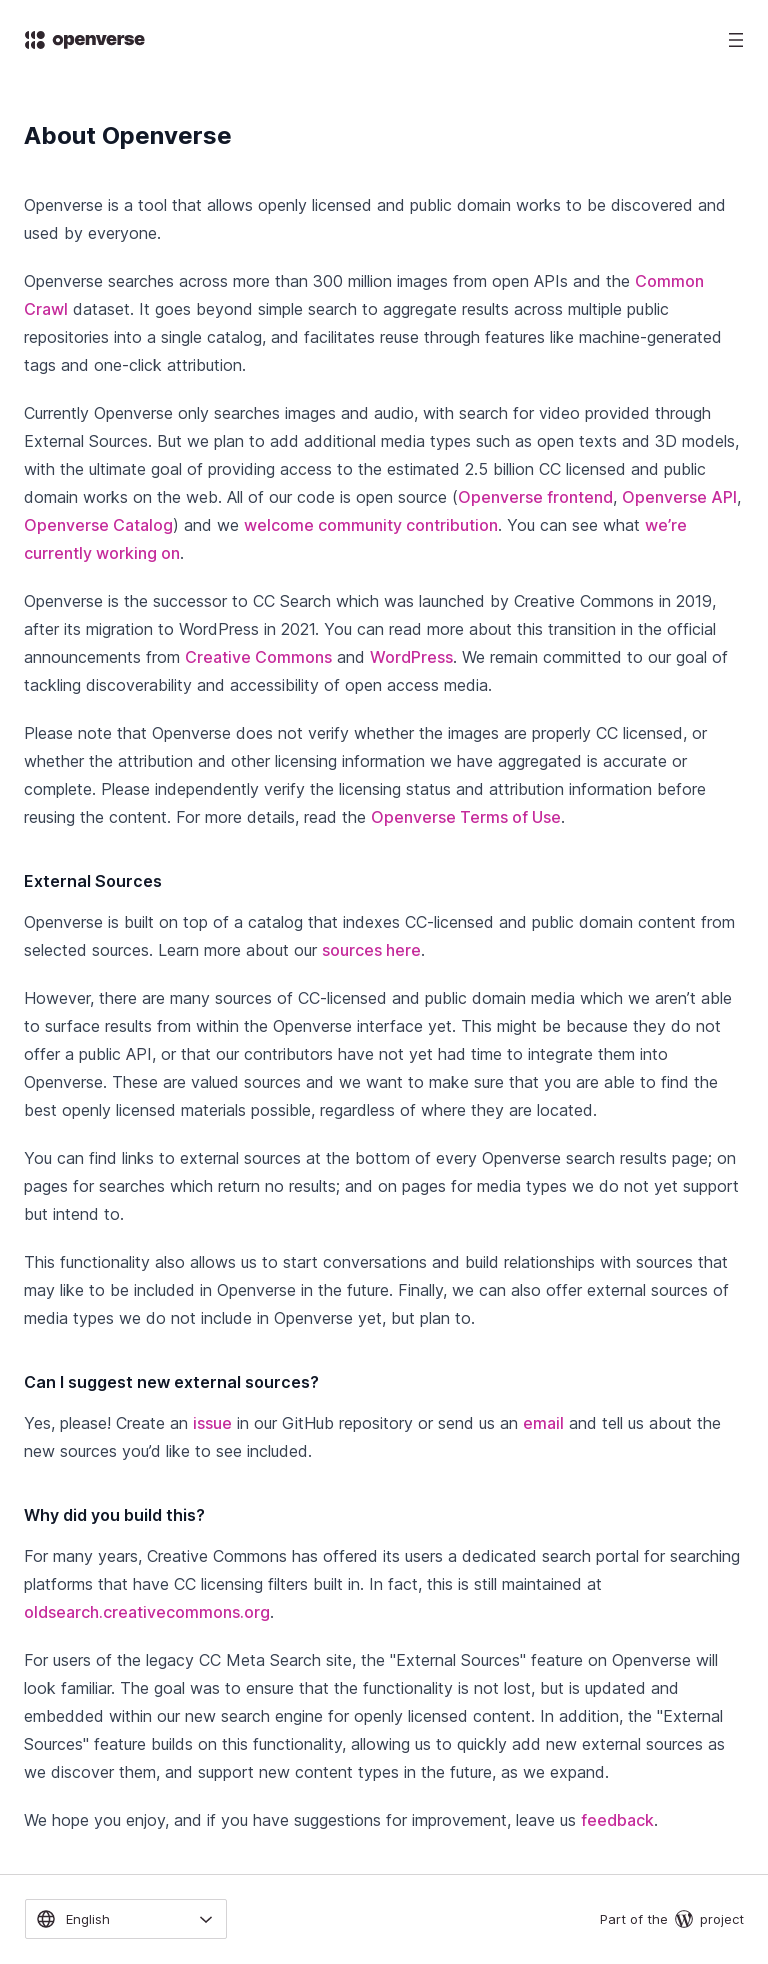 openverse
About Openverse
Openverse is a tool that allows openly licensed and public domain works to be discovered and
used by everyone.
Openverse searches across more than 300 million images from open APIs and the Common
Crawl dataset. It goes beyond simple search to aggregate results across multiple public
repositories into a single catalog, and facilitates reuse through features like machine-generated
tags and one-click attribution.
Currently Openverse only searches images and audio, with search for video provided through
External Sources. But we plan to add additional media types such as open texts and 3D models,
with the ultimate goal of providing access to the estimated 2.5 billion CC licensed and public
domain works on the web. All of our code is open source (Openverse frontend, Openverse API,
Openverse Catalog) and we welcome community contribution. You can see what we’re
currently working on.
Openverse is the successor to CC Search which was launched by Creative Commons in 2019,
after its migration to WordPress in 2021. You can read more about this transition in the official
announcements from Creative Commons and WordPress. We remain committed to our goal of
tackling discoverability and accessibility of open access media.
Please note that Openverse does not verify whether the images are properly CC licensed, or
whether the attribution and other licensing information we have aggregated is accurate or
complete. Please independently verify the licensing status and attribution information before
reusing the content. For more details, read the Openverse Terms of Use.
External Sources
Openverse is built on top of a catalog that indexes CC-licensed and public domain content from
selected sources. Learn more about our sources here.
However, there are many sources of CC-licensed and public domain media which we aren’t able
to surface results from within the Openverse interface yet. This might be because they do not
offer a public API, or that our contributors have not yet had time to integrate them into
Openverse. These are valued sources and we want to make sure that you are able to find the
best openly licensed materials possible, regardless of where they are located.
You can find links to external sources at the bottom of every Openverse search results page; on
pages for searches which return no results; and on pages for media types we do not yet support
but intend to.
This functionality also allows us to start conversations and build relationships with sources that
may like to be included in Openverse in the future. Finally, we can also offer external sources of
media types we do not include in Openverse yet, but plan to.
Can I suggest new external sources?
Yes, please! Create an issue in our GitHub repository or send us an email and tell us about the
new sources you’d like to see included.
Why did you build this?
For many years, Creative Commons has offered its users a dedicated search portal for searching
platforms that have CC licensing filters built in. In fact, this is still maintained at
oldsearch.creativecommons.org.
For users of the legacy CC Meta Search site, the "External Sources" feature on Openverse will
look familiar. The goal was to ensure that the functionality is not lost, but is updated and
embedded within our new search engine for openly licensed content. In addition, the "External
Sources" feature builds on this functionality, allowing us to quickly add new external sources as
we discover them, and support new content types in the future, as we expand.
We hope you enjoy, and if you have suggestions for improvement, leave us feedback.
English
Part of the project